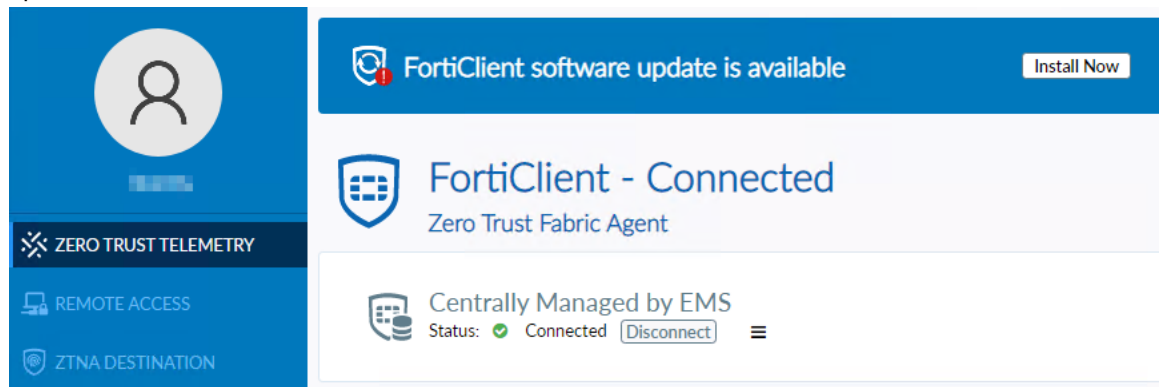 FortiClient software update is available
Install Now
FortiClient - Connected
Zero Trust Fabric Agent
ZERO TRUST TELEMETRY
REMOTE ACCESS
ZTNA DESTINATION
Centrally Managed by EMS
Status: Connected Disconnect